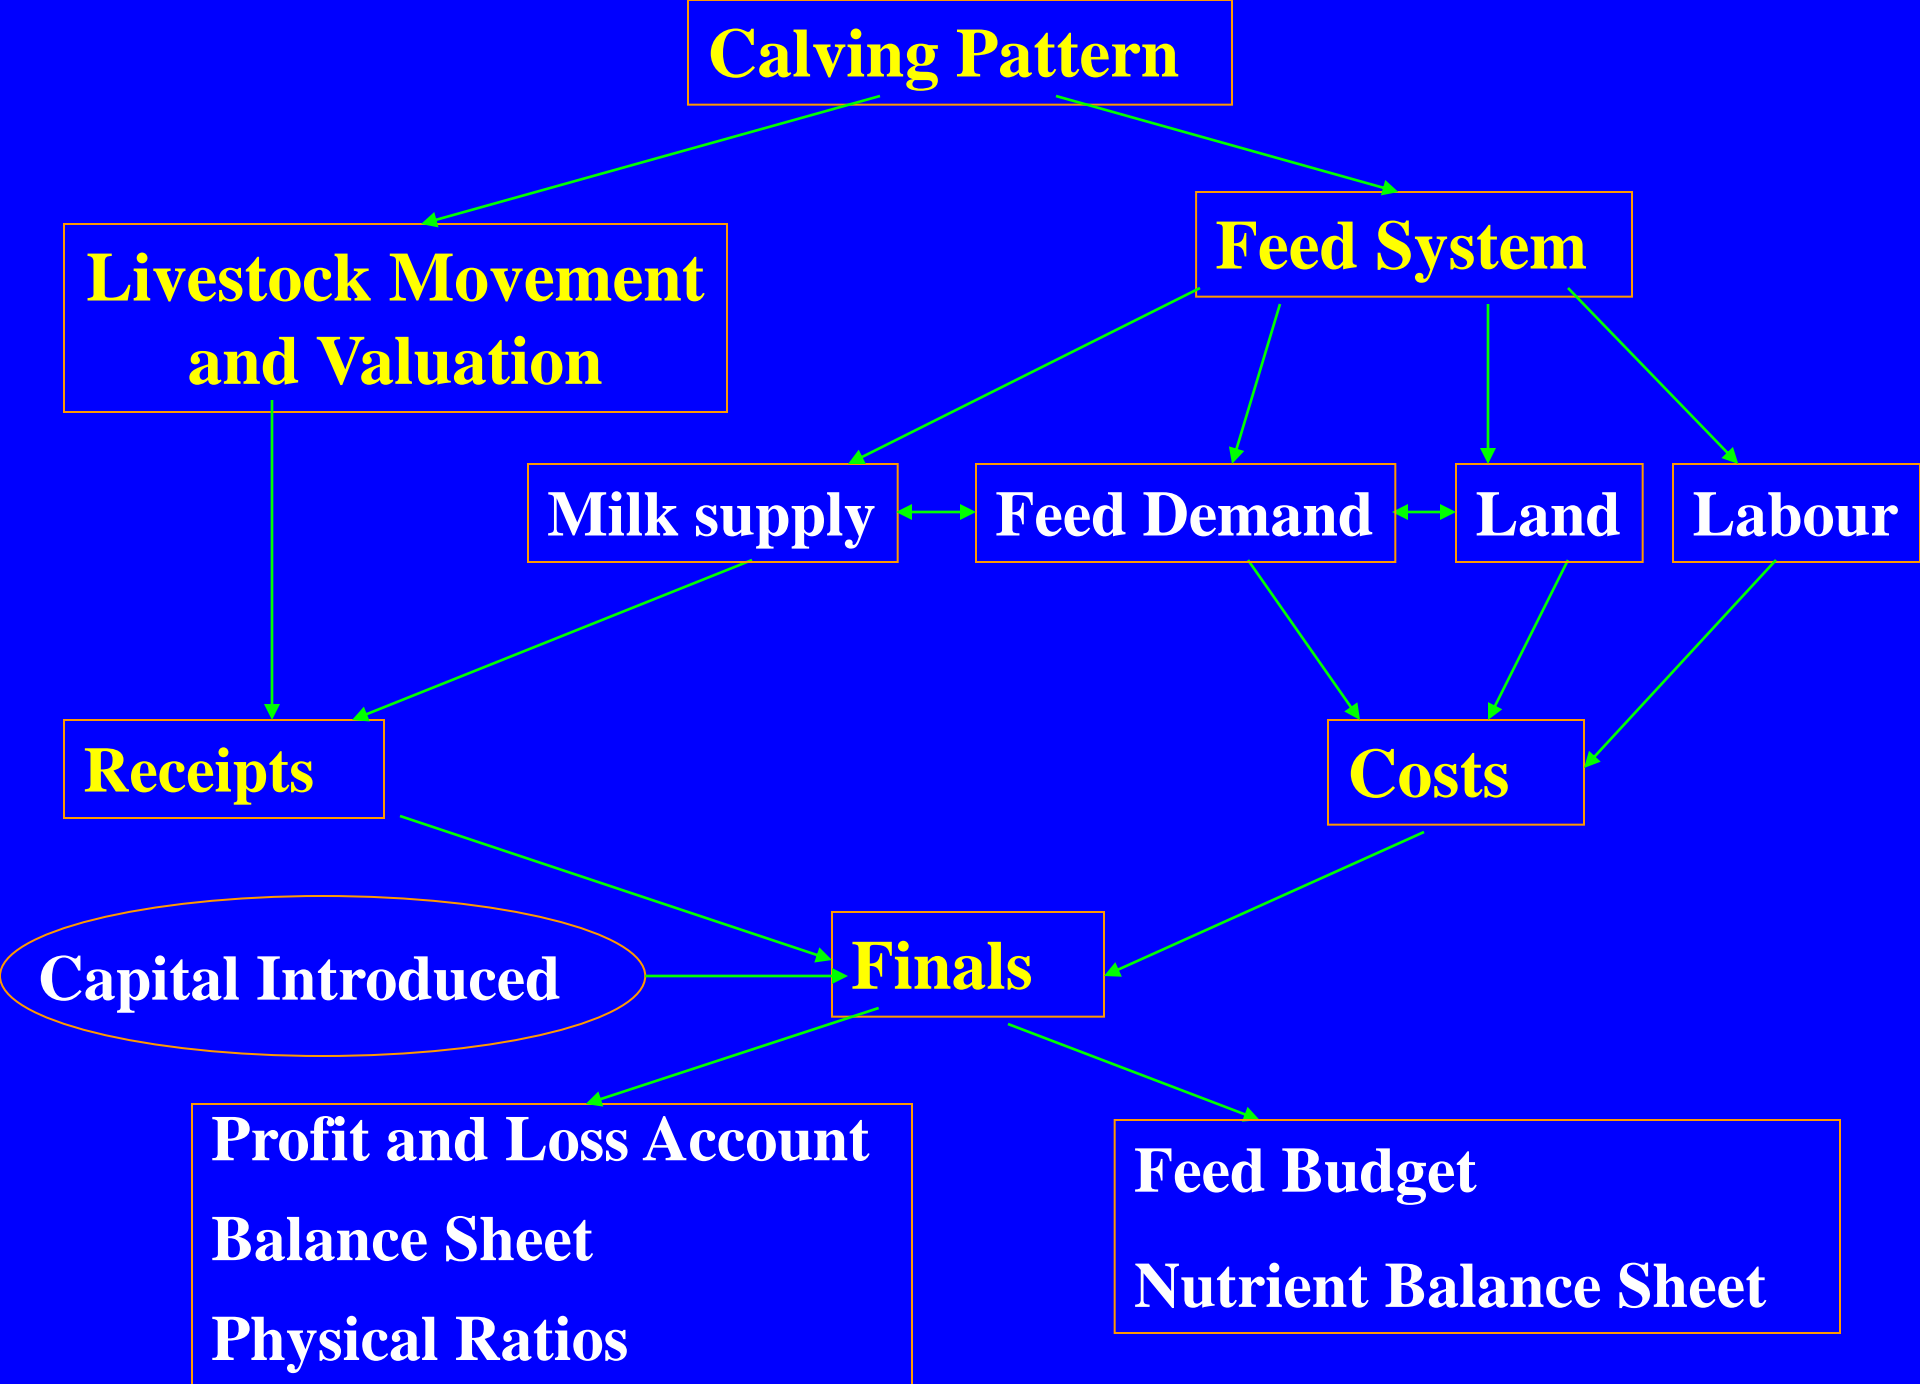 Calving Pattern
Feed System
Livestock Movement
and Valuation
Milk supply
Feed Demand
Land
Labour
Receipts
Costs
Finals
Capital Introduced
Profit and Loss Account
Balance Sheet
Physical Ratios
Feed Budget
Nutrient Balance Sheet